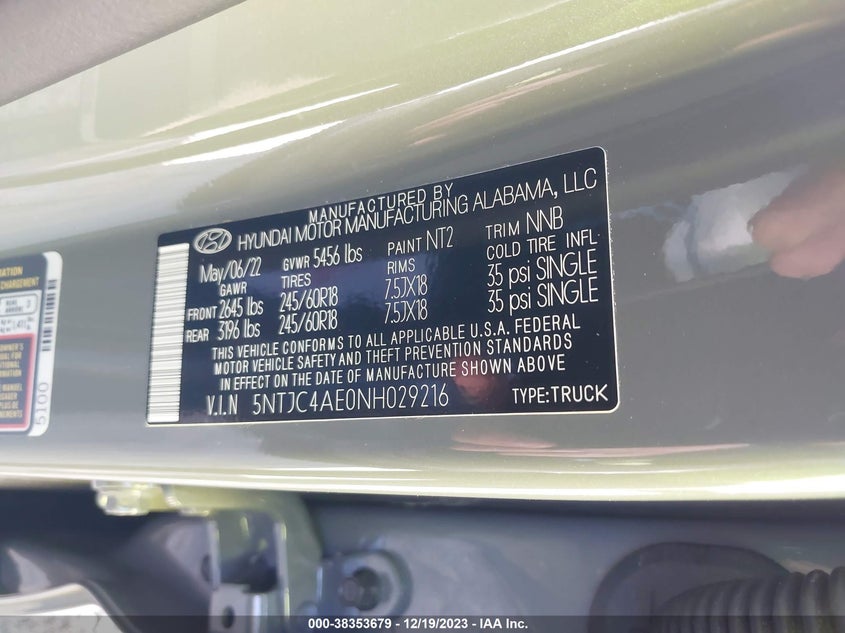 MANUFACTURED BY
HYUNDAI MOTOR MANUFACTURING ALABAMA, LLC
May/06/22 GVWR 5456 lbs PAINT NT2 TRIM NNB
GAWR TIRES RIMS COLD TIRE INFL
FRONT 2645 lbs 245/60R18 7.5JX18 35 psi SINGLE
REAR 3196 lbs 245/60R18 7.5JX18 35 psi SINGLE
THIS VEHICLE CONFORMS TO ALL APPLICABLE U.S.A. FEDERAL
MOTOR VEHICLE SAFETY AND THEFT PREVENTION STANDARDS
IN EFFECT ON THE DATE OF MANUFACTURE SHOWN ABOVE
V.I.N 5NTJC4AE0NH029216 TYPE:TRUCK
5100
000-38353679 - 12/19/2023 - IAA Inc.